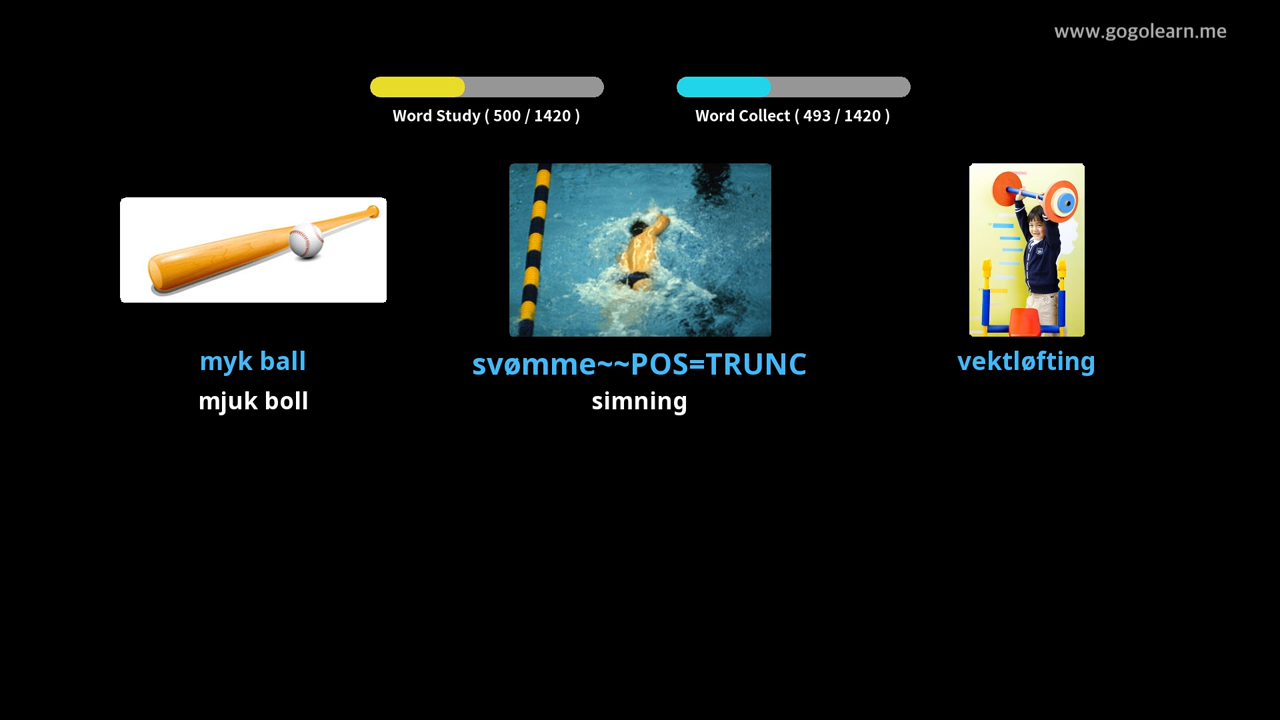 www.gogolearn.me
Word Study ( 500 / 1420 )
Word Collect ( 493 / 1420 )
myk ball
svømme~~POS=TRUNC
vektløfting
mjuk boll
simning